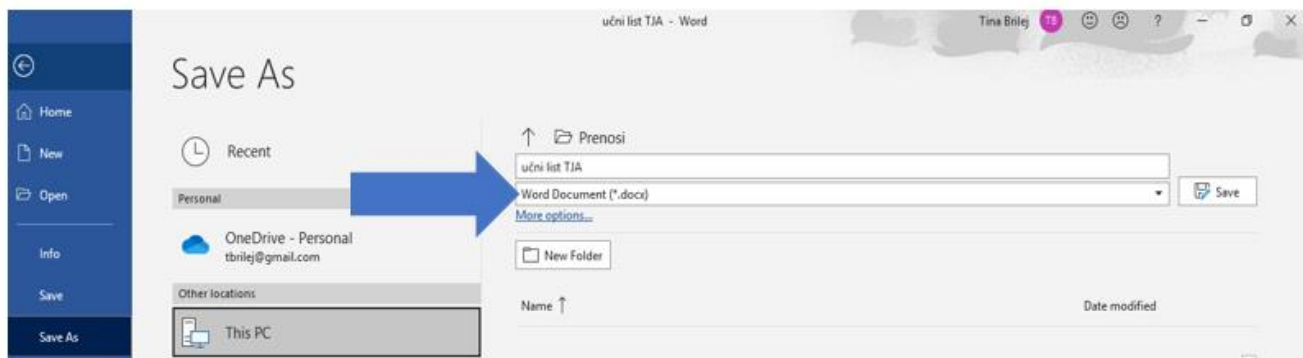 učni list TJA - Word
Tina Brilej TB ?
Save As
Home
New
Open
Info
Save
Save As
Recent
Personal
OneDrive - Personal
tbrilej@gmail.com
Other locations
This PC
Prenosi
učni list TJA
Word Document (*.docx)
Save
More options...
New Folder
Name
Date modified